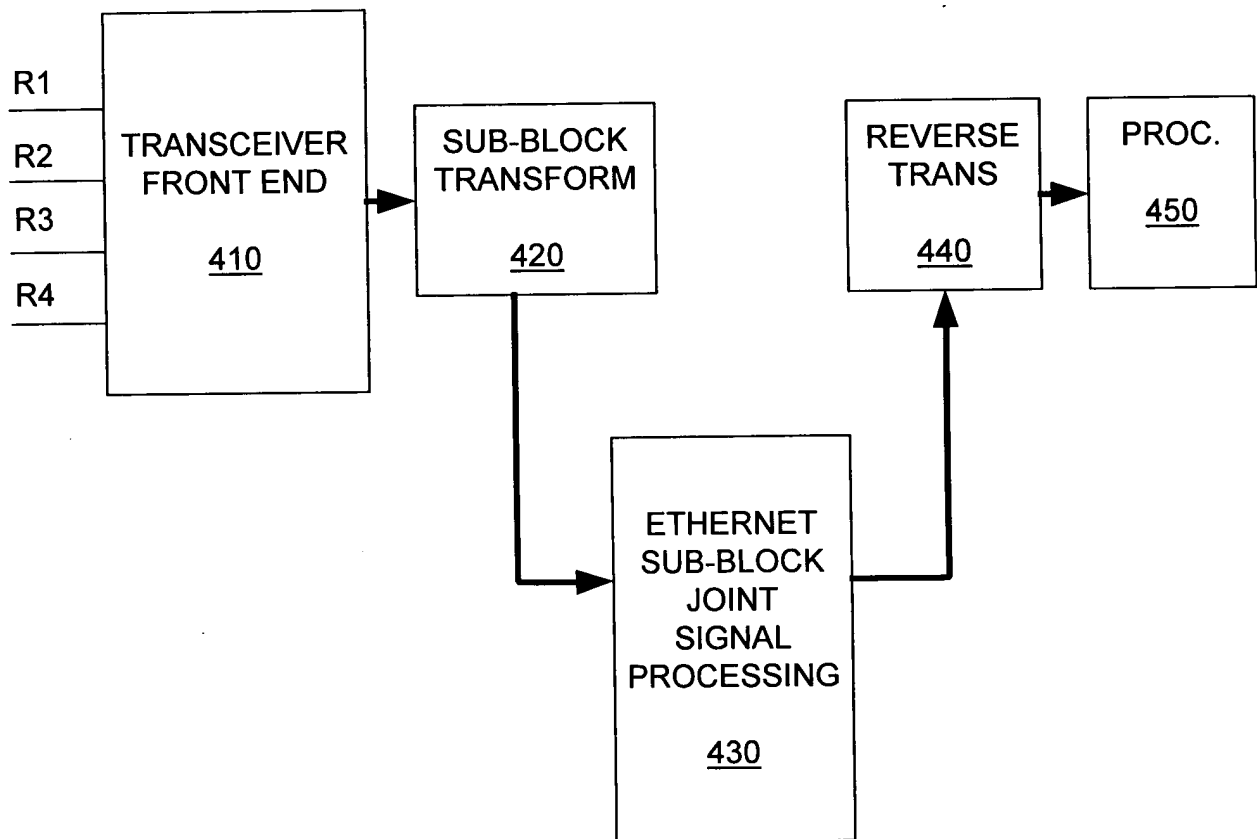 R1
R2
R3
R4
TRANSCEIVER
FRONT END
410
SUB-BLOCK
TRANSFORM
420
ETHERNET
SUB-BLOCK
JOINT
SIGNAL
PROCESSING
430
REVERSE
TRANS
440
PROC.
450